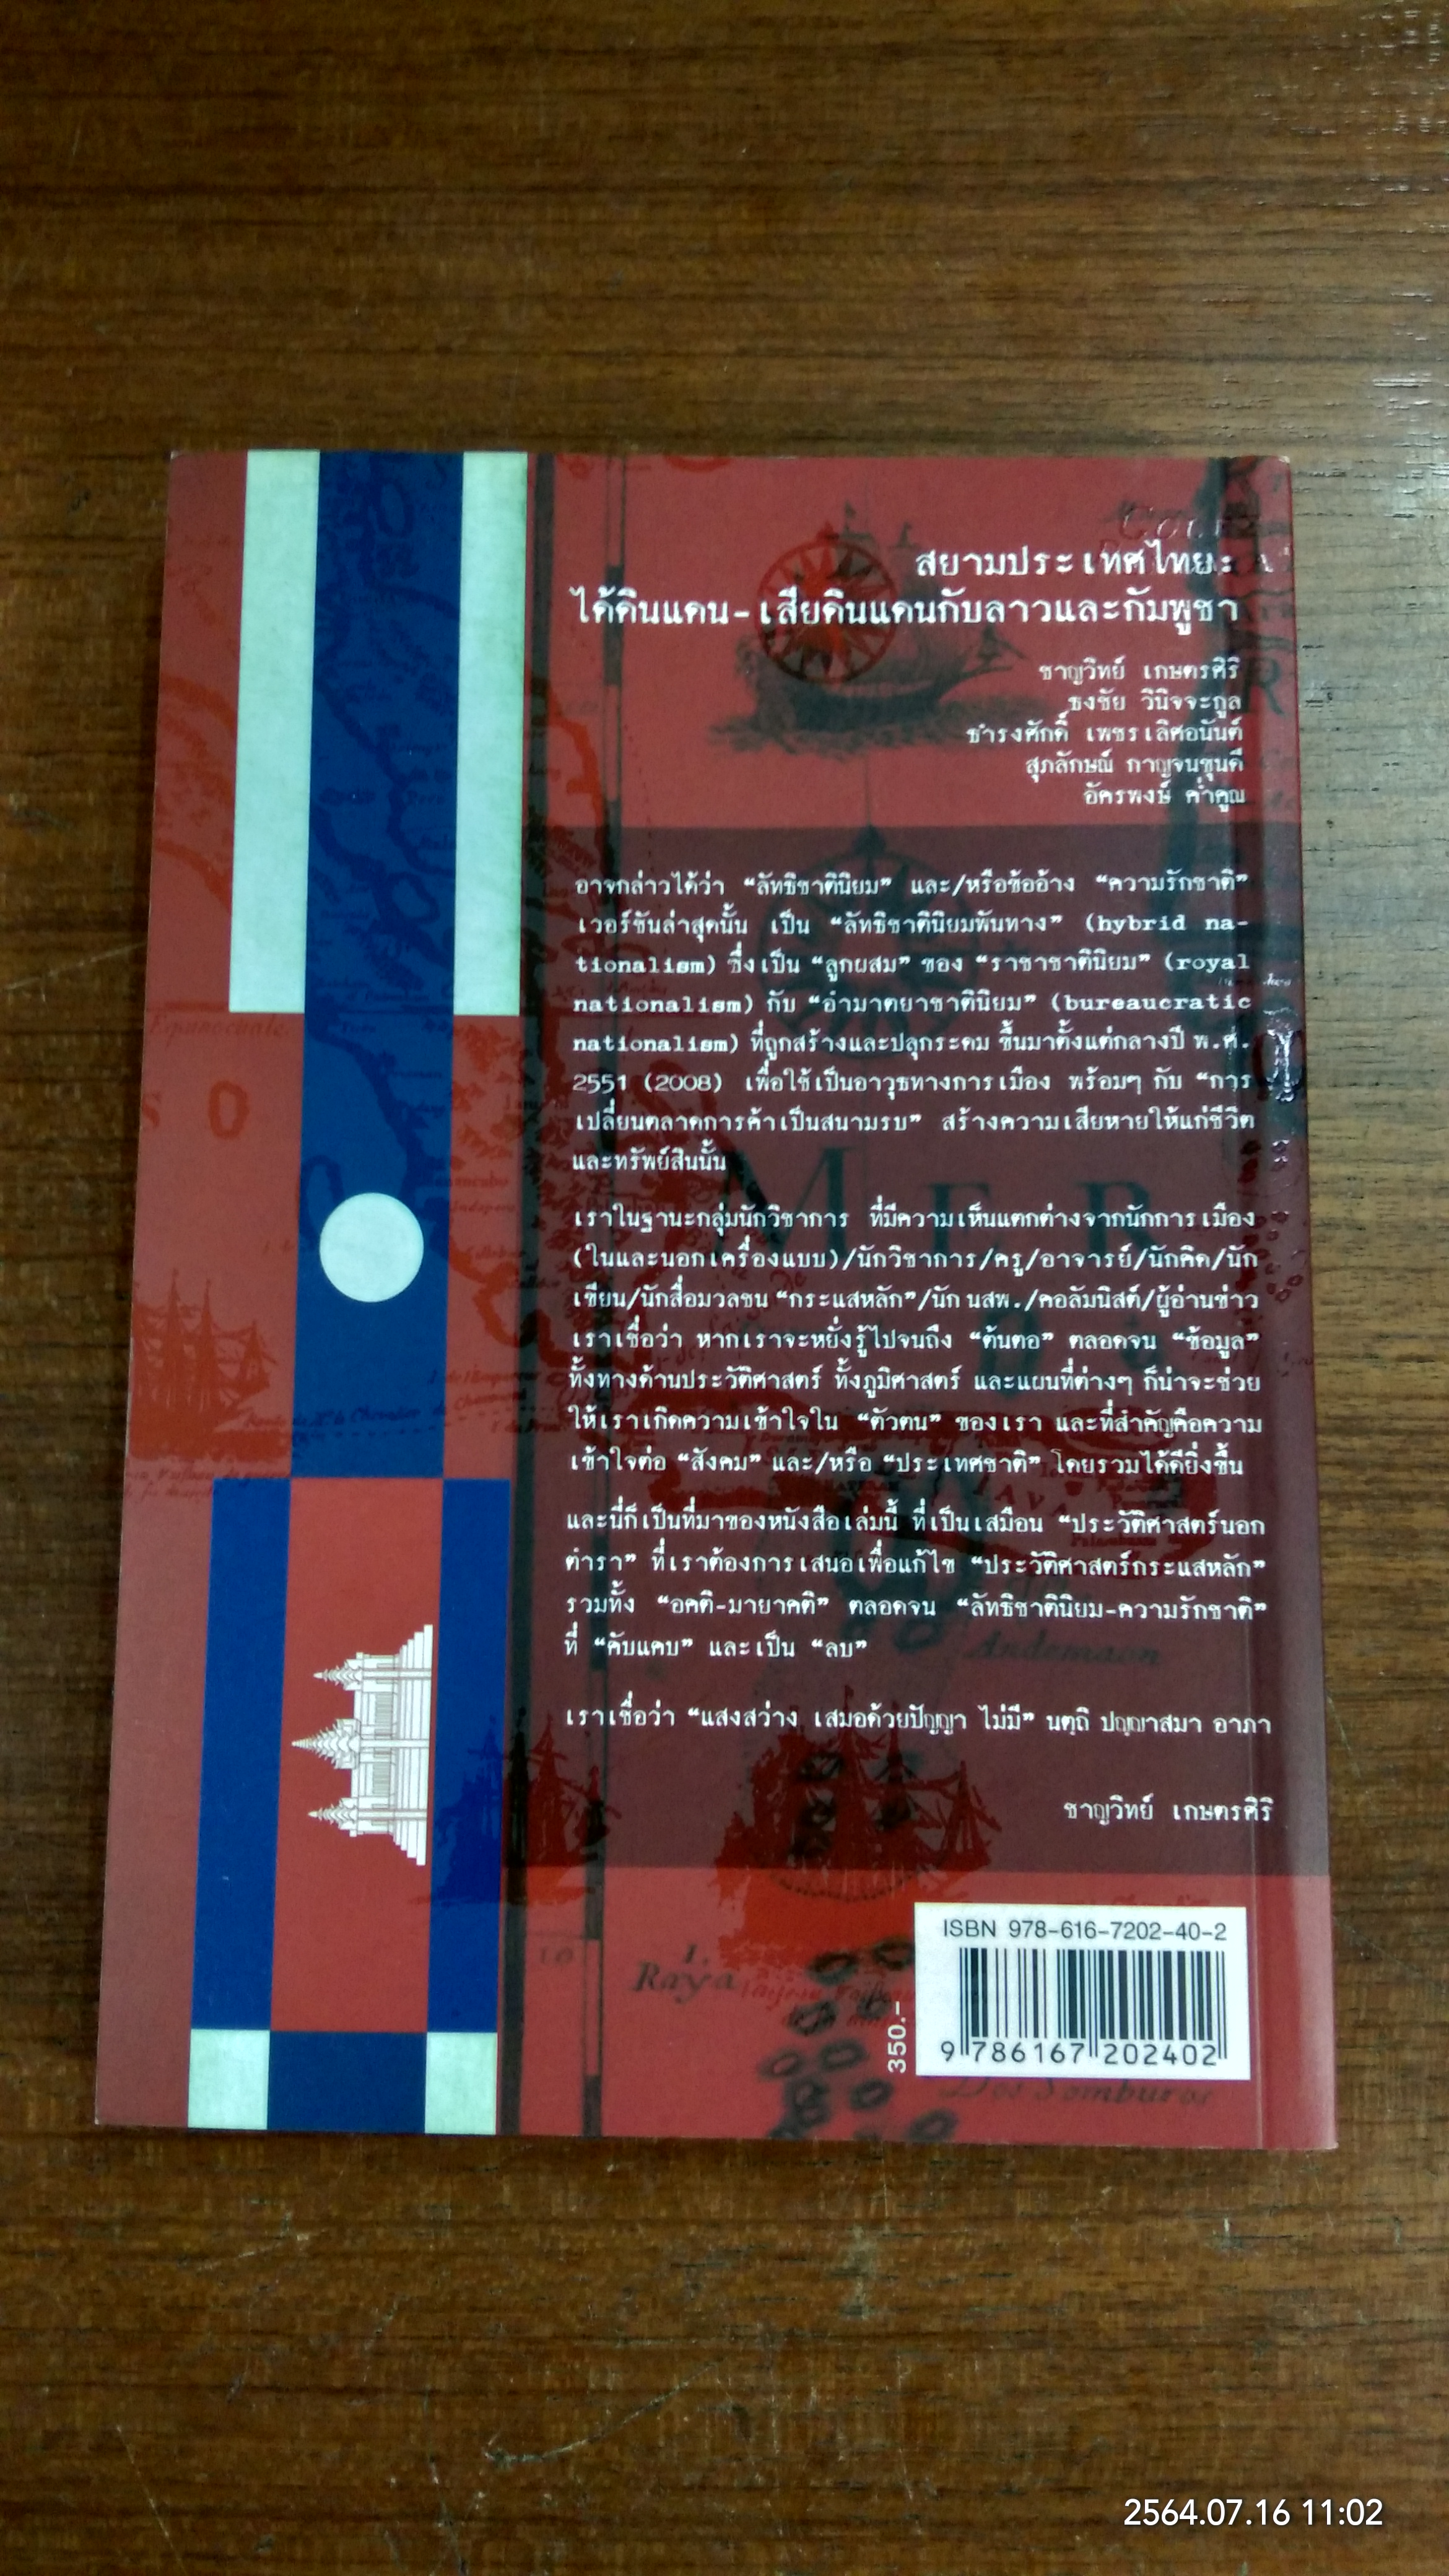 สยามประเทศไทย:
ได้ดินแดน-เสียดินแดนกับลาวและกัมพูชา
ชาญวิทย์ เกษตรศิริ
ธงชัย วินิจจะกูล
ธำรงศักดิ์ เพชรเลิศอนันต์
สุภลักษณ์ กาญจนขุนดี
อัครพงษ์ ค่ำคูณ
อาจกล่าวได้ว่า “ลัทธิชาตินิยม” และ/หรือข้ออ้าง “ความรักชาติ”
เวอร์ชันล่าสุดนั้น เป็น “ลัทธิชาตินิยมพันทาง” (hybrid na-
tionalism) ซึ่งเป็น “ลูกผสม” ของ “ราชาชาตินิยม” (royal
nationalism) กับ “อำมาตยาชาตินิยม” (bureaucratic
nationalism) ที่ถูกสร้างและปลุกระดม ขึ้นมาตั้งแต่กลางปี พ.ศ.
2551 (2008) เพื่อใช้เป็นอาวุธทางการเมือง พร้อมๆ กับ “การ
เปลี่ยนตลาดการค้าเป็นสนามรบ” สร้างความเสียหายให้แก่ชีวิต
และทรัพย์สินนั้น
เราในฐานะกลุ่มนักวิชาการ ที่มีความเห็นแตกต่างจากนักการเมือง
(ในและนอกเครื่องแบบ)/นักวิชาการ/ครู/อาจารย์/นักคิด/นัก
เขียน/นักสื่อมวลชน “กระแสหลัก”/นัก นสพ./คอลัมนิสต์/ผู้อ่านข่าว
เราเชื่อว่า หากเราจะหยั่งรู้ไปจนถึง “ต้นตอ” ตลอดจน “ข้อมูล”
ทั้งทางด้านประวัติศาสตร์ ทั้งภูมิศาสตร์ และแผนที่ต่างๆ ก็น่าจะช่วย
ให้เราเกิดความเข้าใจใน “ตัวตน” ของเรา และที่สำคัญคือความ
เข้าใจต่อ “สังคม” และ/หรือ “ประเทศชาติ” โดยรวมได้ดียิ่งขึ้น
และนี่ก็เป็นที่มาของหนังสือเล่มนี้ ที่เป็นเสมือน “ประวัติศาสตร์นอก
ตำรา” ที่เราต้องการเสนอเพื่อแก้ไข “ประวัติศาสตร์กระแสหลัก”
รวมทั้ง “อคติ-มายาคติ” ตลอดจน “ลัทธิชาตินิยม-ความรักชาติ”
ที่ “คับแคบ” และเป็น “ลบ”
เราเชื่อว่า “แสงสว่าง เสมอด้วยปัญญา ไม่มี” นตฺถิ ปญฺญาสมา อาภา
ชาญวิทย์ เกษตรศิริ
Andemaon
I.
Raya
350.-
ISBN 978-616-7202-40-2
9 786167 202402
2564.07.16 11:02